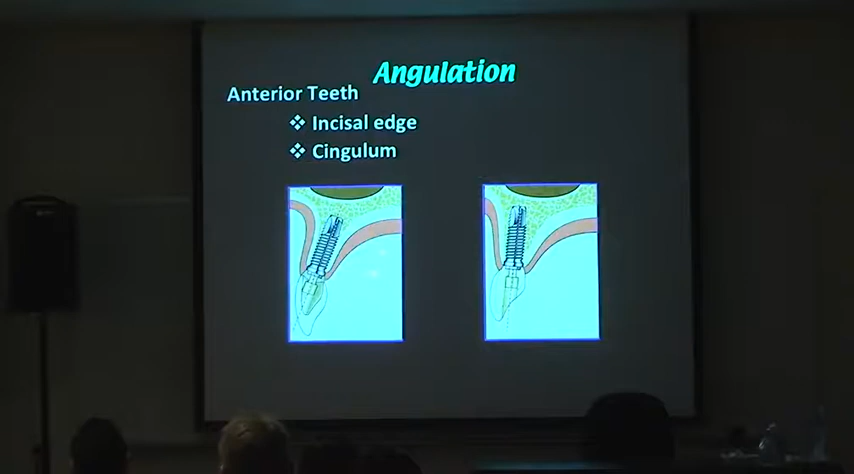 Angulation
Anterior Teeth
❖ Incisal edge
❖ Cingulum